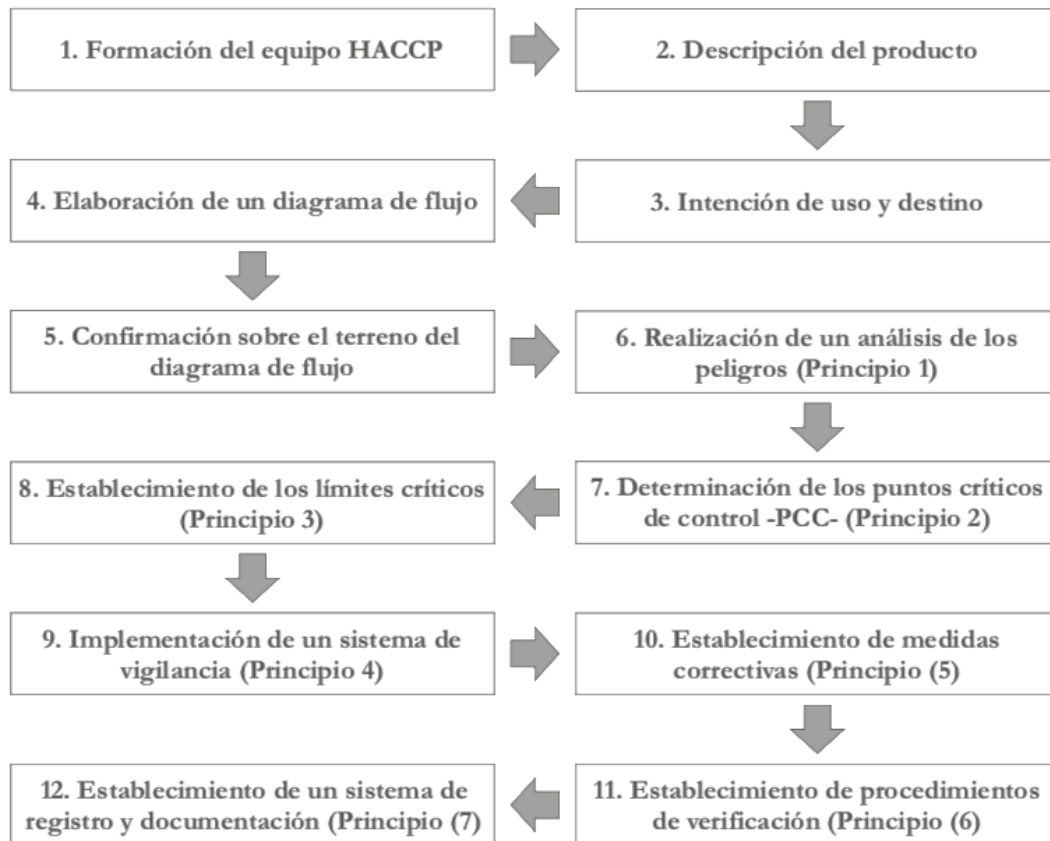 1. Formación del equipo HACCP
2. Descripción del producto
3. Intención de uso y destino
4. Elaboración de un diagrama de flujo
5. Confirmación sobre el terreno del
diagrama de flujo
6. Realización de un análisis de los
peligros (Principio 1)
7. Determinación de los puntos críticos
de control -PCC- (Principio 2)
8. Establecimiento de los límites críticos
(Principio 3)
9. Implementación de un sistema de
vigilancia (Principio 4)
10. Establecimiento de medidas
correctivas (Principio (5)
11. Establecimiento de procedimientos
de verificación (Principio (6)
12. Establecimiento de un sistema de
registro y documentación (Principio (7)